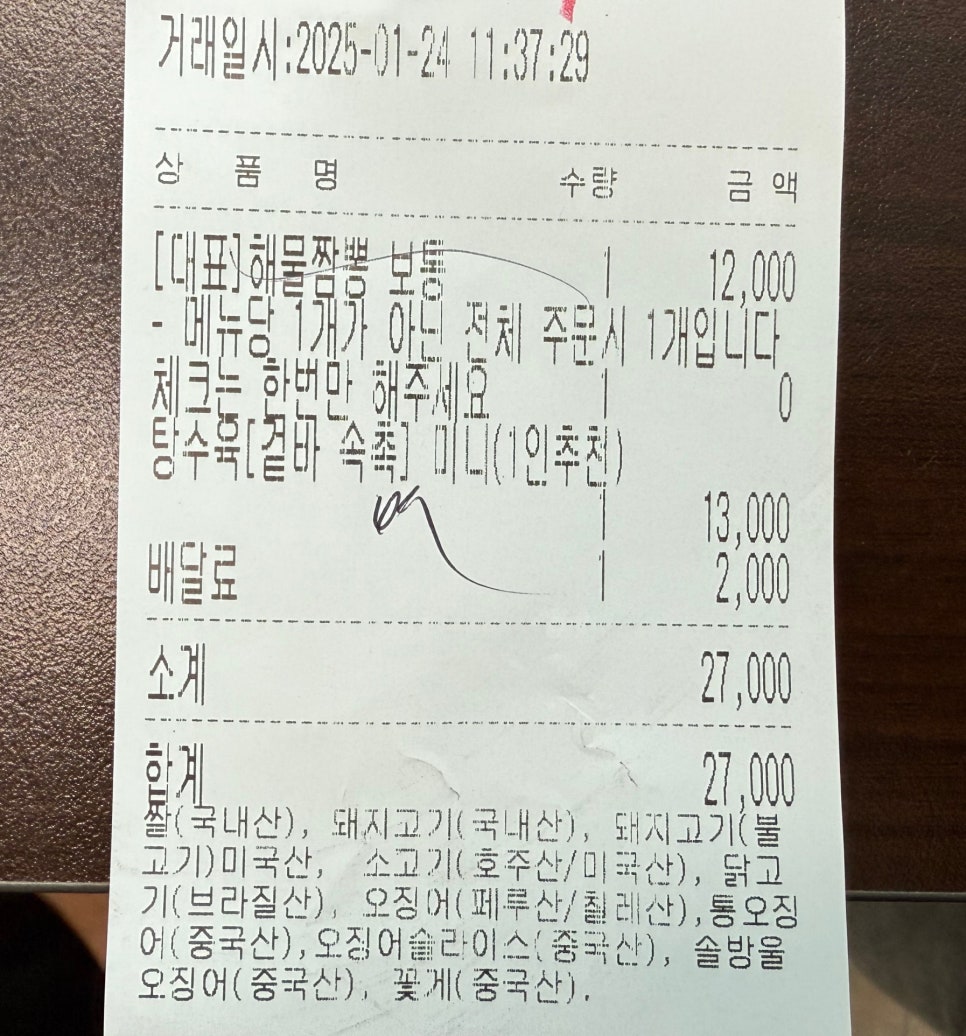 거래일시:2025-01-24 11:37:29
상 품 명 수량 금 액
[대표]해물짬뽕 보통 1 12,000
- 메뉴당 1개가 아닌 전체 주문시 1개입니다
체크는 한번만 해주세요 1 0
탕수육[겉바 속촉] 미니(1인추천)
1 13,000
배달료 1 2,000
소계 27,000
합계 27,000
쌀(국내산), 돼지고기(국내산), 돼지고기(불
고기)미국산, 소고기(호주산/미국산), 닭고
기(브라질산), 오징어(페루산/칠레산),통오징
어(중국산),오징어슬라이스(중국산), 솔방울
오징어(중국산), 꽃게(중국산).